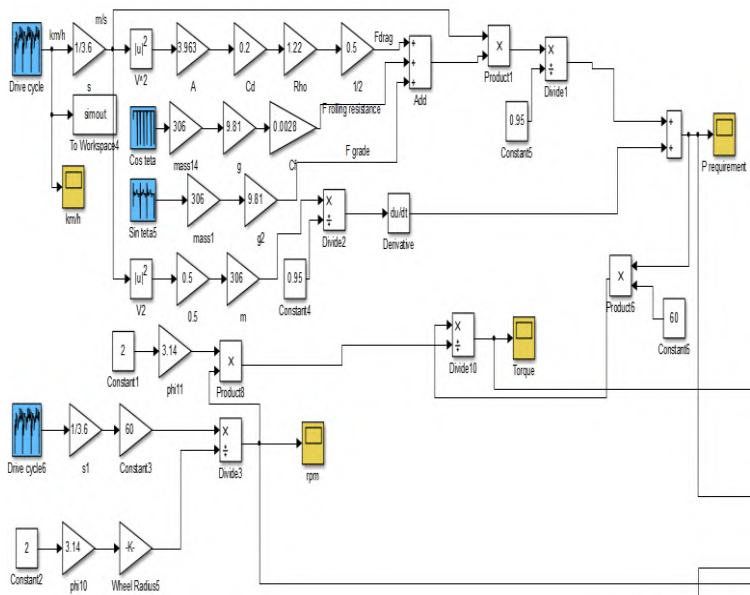 m/s
km/h
1/3.6
|u|²
3.963
0.2
1.22
0.5
Fdrag
+
+
+
×
×
÷
Drive cycle
s
V^2
A
Cd
Rho
1/2
Add
Product1
Divide1
simout
To Workspace4
F rolling resistance
306
9.81
0.0028
0.95
Constant5
Cos teta
mass14
g
Cf
+
+
P requirement
km/h
F grade
306
9.81
×
÷
du/dt
Sin teta5
mass1
g2
Divide2
Derivative
|u|²
0.5
306
0.95
×
Product6
V2
0.5
m
Constant4
60
Constant6
2
3.14
×
×
÷
Constant1
phi11
Product8
Divide10
Torque
1/3.6
60
×
÷
Drive cycle6
s1
Constant3
Divide3
rpm
2
3.14
-K-
Constant2
phi10
Wheel Radius5